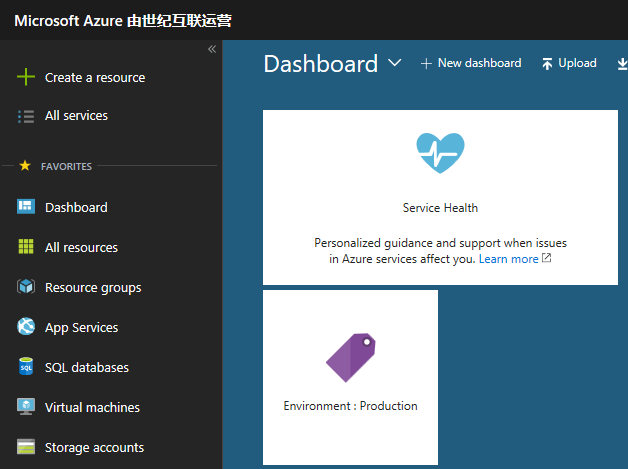 Microsoft Azure 由世纪互联运营
«
Create a resource
All services
FAVORITES
Dashboard
All resources
Resource groups
App Services
SQL databases
Virtual machines
Storage accounts
Dashboard
New dashboard
Upload
Service Health
Personalized guidance and support when issues
in Azure services affect you. Learn more
Environment : Production